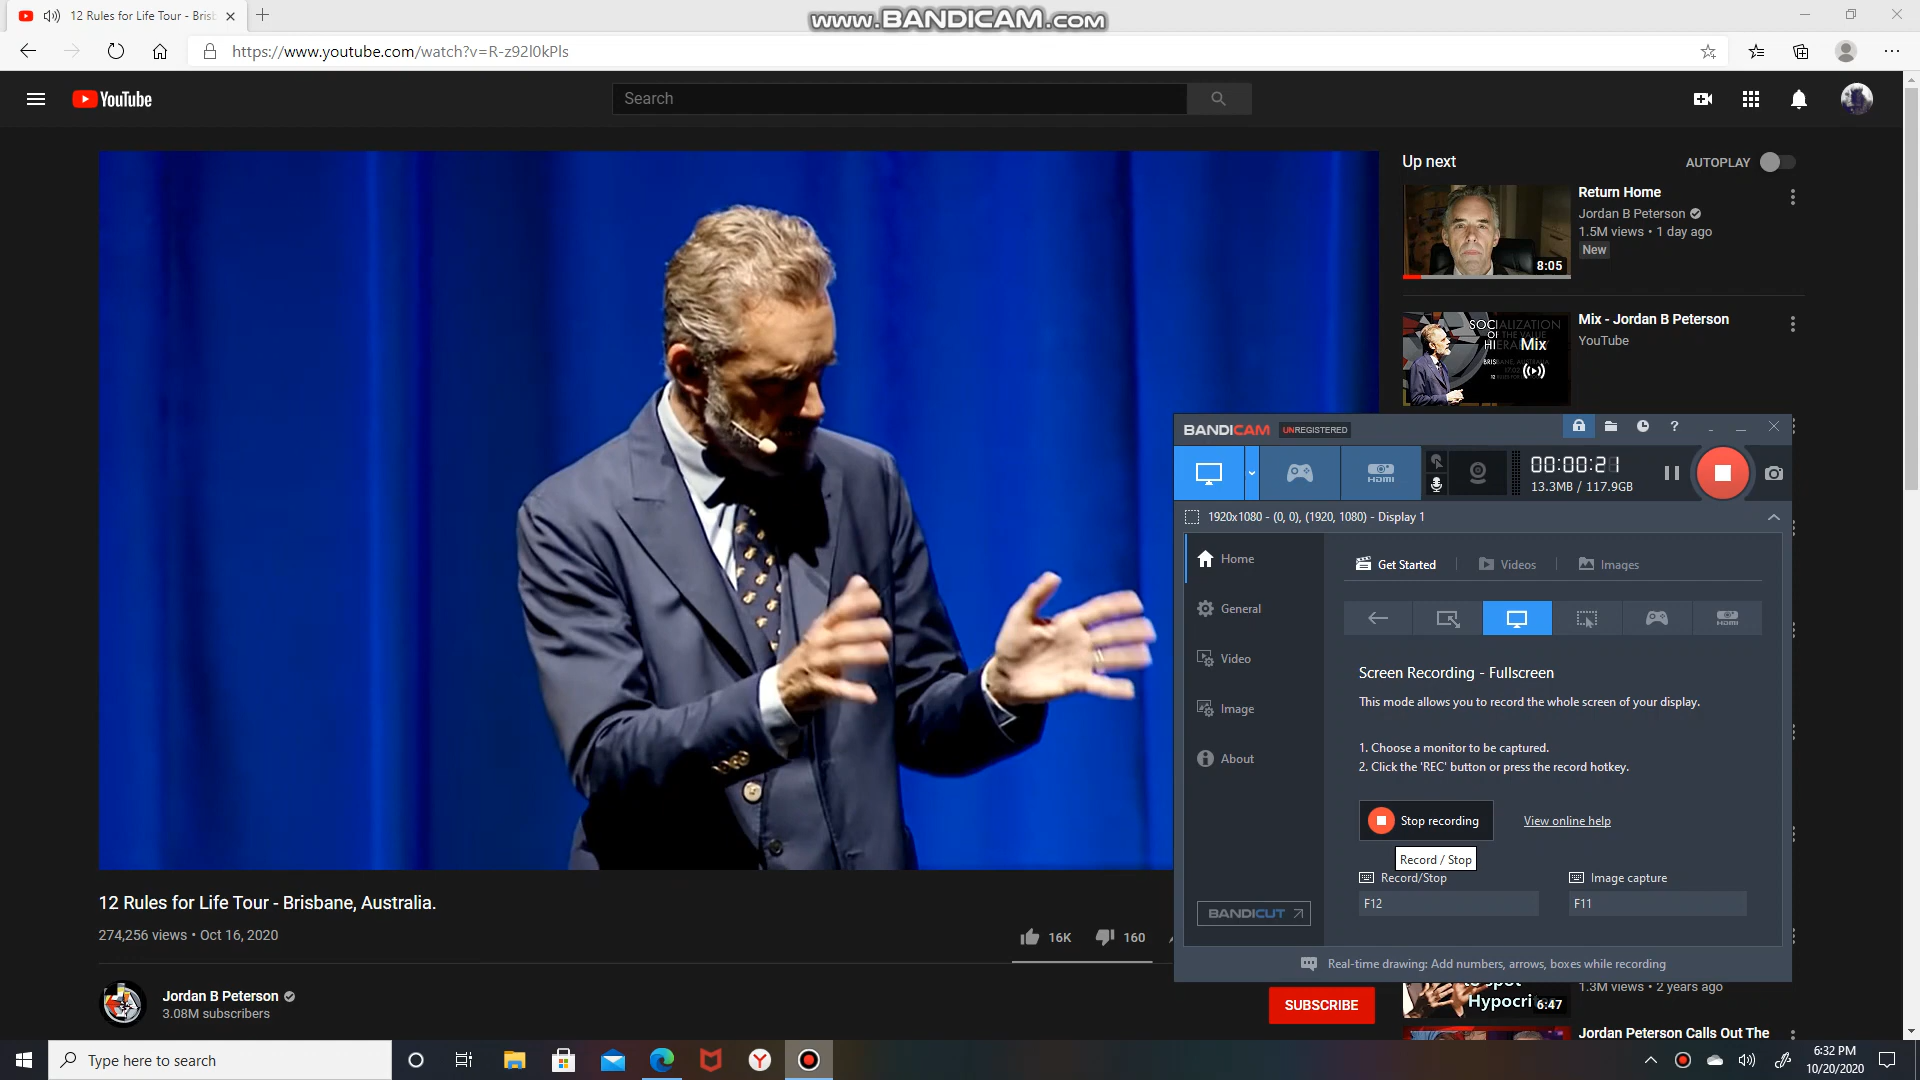 12 Rules for Life Tour - Bris
www.BANDICAM.com
https://www.youtube.com/watch?v=R-z92l0kPls
YouTube
Search
Up next
AUTOPLAY
8:05
Return Home
Jordan B Peterson
1.5M views • 1 day ago
New
SOCIALIZATION
OF THE VALUE
Mix
Mix - Jordan B Peterson
YouTube
BANDICAM UNREGISTERED
?
00:00:21
13.3MB / 117.9GB
HDMI
1920x1080 - (0, 0), (1920, 1080) - Display 1
Home
General
Video
Image
About
BANDICUT
Get Started
Videos
Images
HDMI
Screen Recording - Fullscreen
This mode allows you to record the whole screen of your display.
1. Choose a monitor to be captured.
2. Click the 'REC' button or press the record hotkey.
Stop recording
View online help
Record / Stop
Record/Stop
Image capture
F12
F11
Real-time drawing: Add numbers, arrows, boxes while recording
12 Rules for Life Tour - Brisbane, Australia.
274,256 views • Oct 16, 2020
16K
160
Jordan B Peterson
3.08M subscribers
SUBSCRIBE
Hypocri
6:47
1.3M views • 2 years ago
Jordan Peterson Calls Out The
Type here to search
6:32 PM
10/20/2020